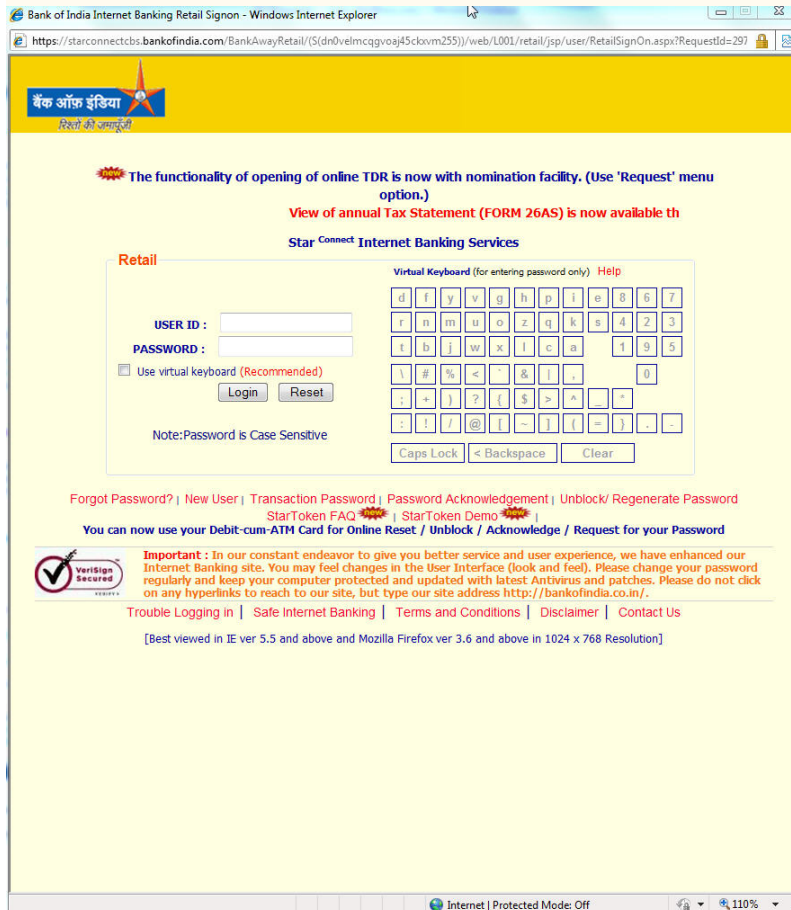 Bank of India Internet Banking Retail Signon - Windows Internet Explorer
https://starconnectcbs.bankofindia.com/BankAwayRetail/(S(dn0velmcqgvoaj45ckxvm255))/web/L001/retail/jsp/user/RetailSignOn.aspx?RequestId=297
बैंक ऑफ़ इंडिया
रिश्तों की जमापूँजी
new The functionality of opening of online TDR is now with nomination facility. (Use 'Request' menu
option.)
View of annual Tax Statement (FORM 26AS) is now available th
Star Connect Internet Banking Services
Retail
Virtual Keyboard (for entering password only) Help
d f y v g h p i e 8 6 7
r n m u o z q k s 4 2 3
t b j w x l c a 1 9 5
\ # % < ` & | , 0
; + ) ? { $ > ^ _ *
: ! / @ [ ~ ] ( = } . -
Caps Lock < Backspace Clear
USER ID :
PASSWORD :
Use virtual keyboard (Recommended)
Login Reset
Note:Password is Case Sensitive
Forgot Password? | New User | Transaction Password | Password Acknowledgement | Unblock/ Regenerate Password
StarToken FAQ new | StarToken Demo new |
You can now use your Debit-cum-ATM Card for Online Reset / Unblock / Acknowledge / Request for your Password
VeriSign
Secured
VERIFY
Important : In our constant endeavor to give you better service and user experience, we have enhanced our
Internet Banking site. You may feel changes in the User Interface (look and feel). Please change your password
regularly and keep your computer protected and updated with latest Antivirus and patches. Please do not click
on any hyperlinks to reach to our site, but type our site address http://bankofindia.co.in/.
Trouble Logging in | Safe Internet Banking | Terms and Conditions | Disclaimer | Contact Us
[Best viewed in IE ver 5.5 and above and Mozilla Firefox ver 3.6 and above in 1024 x 768 Resolution]
Internet | Protected Mode: Off 110%